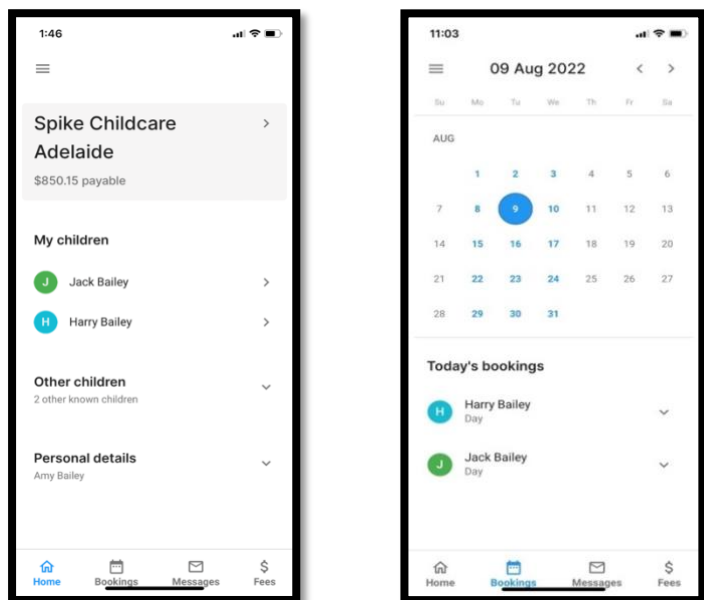 1:46
Spike Childcare
Adelaide
$850.15 payable
My children
J Jack Bailey
H Harry Bailey
Other children
2 other known children
Personal details
Amy Bailey
Home Bookings Messages Fees
11:03
09 Aug 2022
Su Mo Tu We Th Fr Sa
AUG
1 2 3 4 5 6
7 8 9 10 11 12 13
14 15 16 17 18 19 20
21 22 23 24 25 26 27
28 29 30 31
Today's bookings
H Harry Bailey
Day
J Jack Bailey
Day
Home Bookings Messages Fees